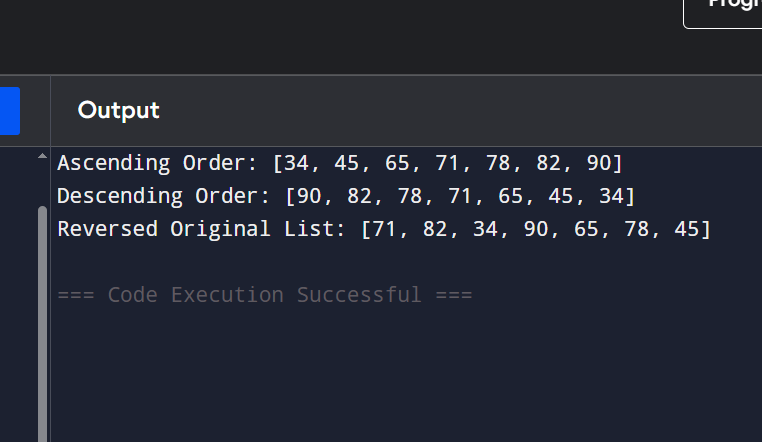 Output
Ascending Order: [34, 45, 65, 71, 78, 82, 90]
Descending Order: [90, 82, 78, 71, 65, 45, 34]
Reversed Original List: [71, 82, 34, 90, 65, 78, 45]
=== Code Execution Successful ===